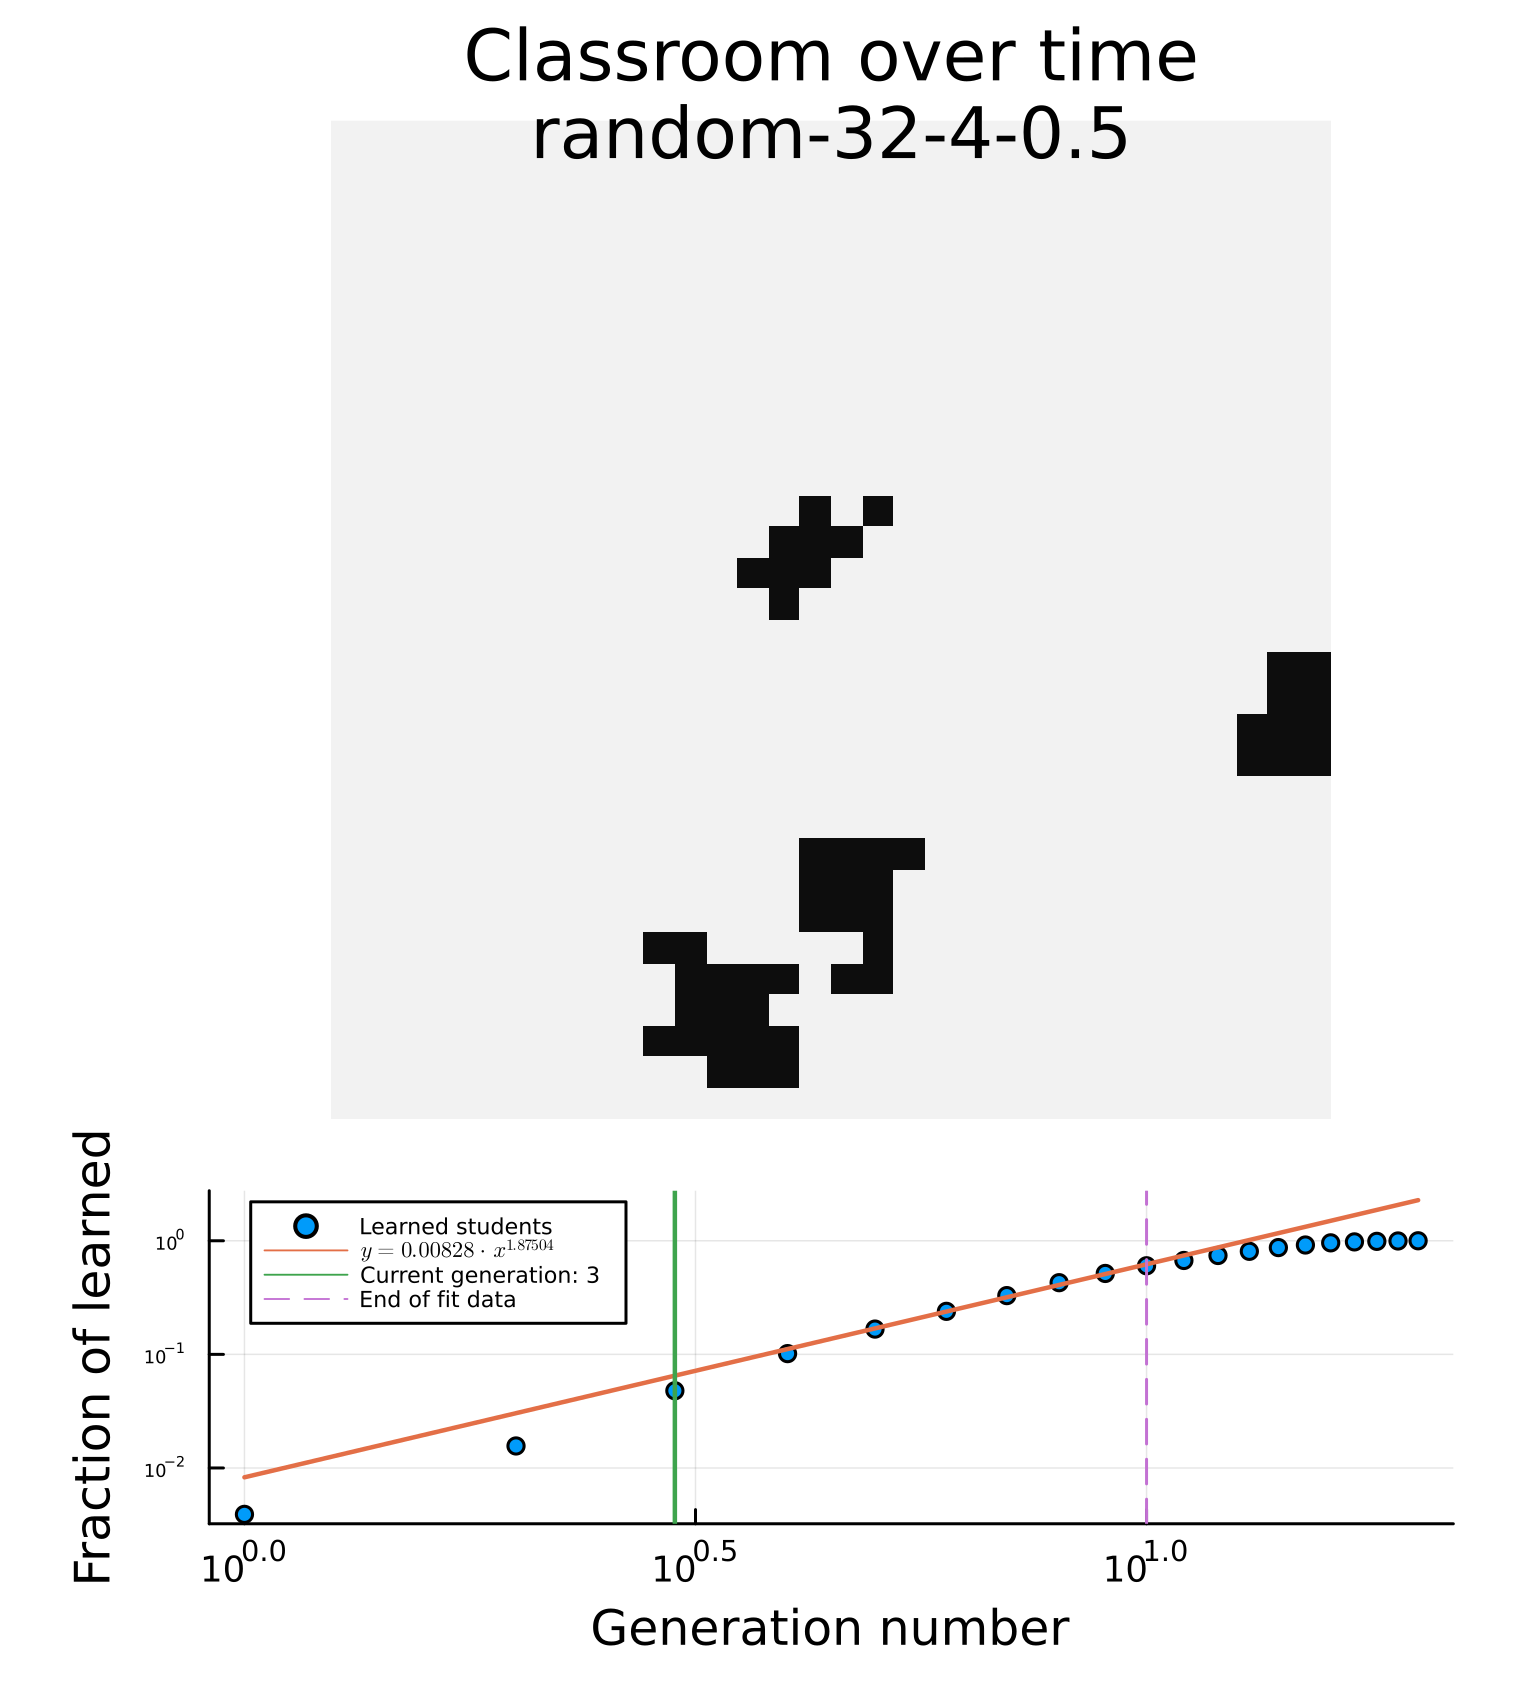 Classroom over time
random-32-4-0.5
Fraction of learned
10⁰
10⁻¹
10⁻²
Learned students
y = 0.00828 · x^1.87504
Current generation: 3
End of fit data
10^0.0
10^0.5
10^1.0
Generation number